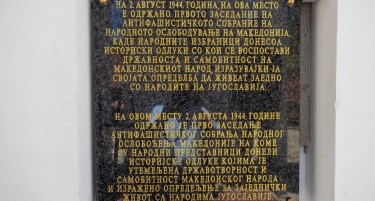 НА 2. АВГУСТ 1944. ГОДИНА, НА ОВА МЕСТО
Е ОДРЖАНО ПРВОТО ЗАСЕДАНИЕ НА
АНТИФАШИСТИЧКОТО СОБРАНИЕ НА
НАРОДНОТО ОСЛОБОДУВАЊЕ НА МАКЕДОНИЈА,
КАДЕ НАРОДНИТЕ ИЗБРАНИЦИ ДОНЕСОА
ИСТОРИСКИ ОДЛУКИ СО КОИ СЕ ВОСПОСТАВИ
ДРЖАВНОСТА И САМОБИТНОСТ НА
МАКЕДОНСКИОТ НАРОД ИЗРАЗУВАЈЌИ ЈА
СВОЈАТА ОПРЕДЕЛБА ДА ЖИВЕАТ ЗАЕДНО
СО НАРОДИТЕ НА ЈУГОСЛАВИЈА.
НА ОВОМ МЕСТУ 2. АВГУСТА 1944. ГОДИНЕ
ОДРЖАНО ЈЕ ПРВО ЗАСЕДАЊЕ
АНТИФАШИСТИЧКОГ СОБРАЊА НАРОДНОГ
ОСЛОБОЂЕЊА МАКЕДОНИЈЕ НА КОМЕ
СУ НАРОДНИ ПРЕДСТАВНИЦИ ДОНЕЛИ
ИСТОРИЈСКЕ ОДЛУКЕ КОЈИМА ЈЕ
УТЕМЕЉЕНА ДРЖАВОТВОРНОСТ И
САМОБИТНОСТ МАКЕДОНСКОГ НАРОДА
И ИЗРАЖЕНО ОПРЕДЕЉЕЊЕ ЗА ЗАЈЕДНИЧКИ
ЖИВОТ СА НАРОДИМА ЈУГОСЛАВИЈЕ.